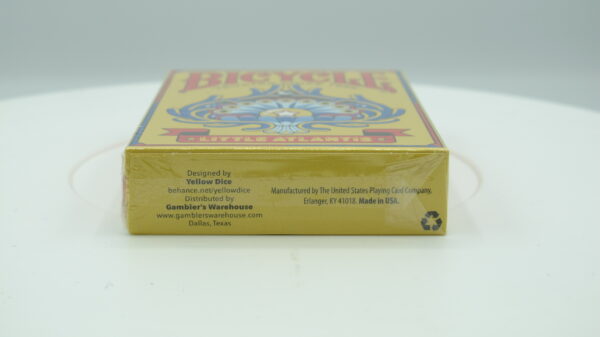 BICYCLE
LITTLE ATLANTIS
Designed by
Yellow Dice
behance.net/yellowdice
Distributed by
Gambler's Warehouse
www.gamblerswarehouse.com
Dallas, Texas
Manufactured by The United States Playing Card Company,
Erlanger, KY 41018. Made in USA.